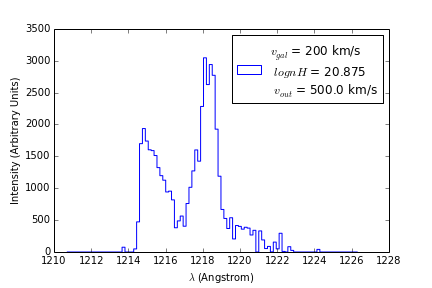 3500
3000
2500
2000
1500
1000
500
0
Intensity (Arbitrary Units)
v_gal = 200 km/s
lognH = 20.875
v_out = 500.0 km/s
1210 1212 1214 1216 1218 1220 1222 1224 1226 1228
λ (Angstrom)